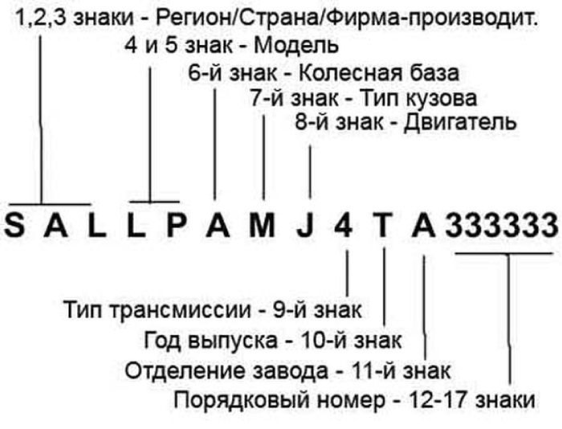 1,2,3 знаки - Регион/Страна/Фирма-производит.
4 и 5 знак - Модель
6-й знак - Колесная база
7-й знак - Тип кузова
8-й знак - Двигатель
S A L L P A M J 4 T A 333333
Тип трансмиссии - 9-й знак
Год выпуска - 10-й знак
Отделение завода - 11-й знак
Порядковый номер - 12-17 знаки